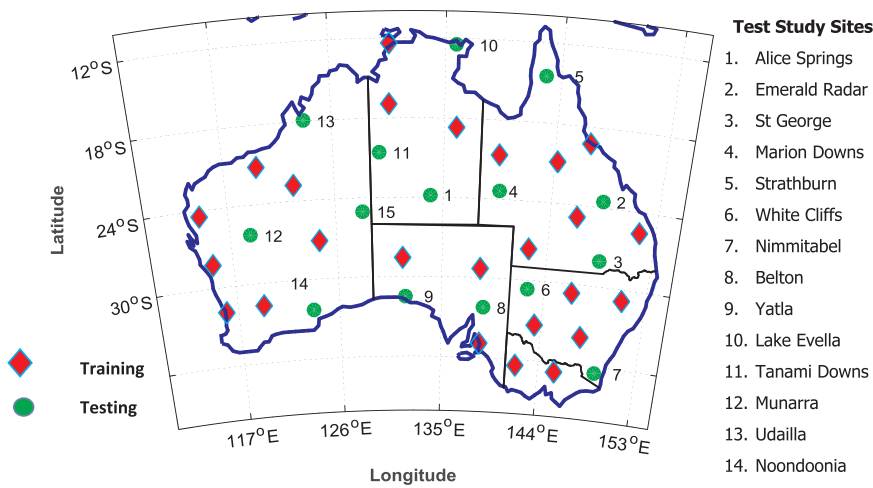 Test Study Sites
1. Alice Springs
2. Emerald Radar
3. St George
4. Marion Downs
5. Strathburn
6. White Cliffs
7. Nimmitabel
8. Belton
9. Yatla
10. Lake Evella
11. Tanami Downs
12. Munarra
13. Udailla
14. Noondoonia
12°S
18°S
24°S
30°S
Latitude
10
5
13
11
1
4
2
15
12
3
14
9
8
6
7
Training
Testing
117°E
126°E
135°E
144°E
153°E
Longitude